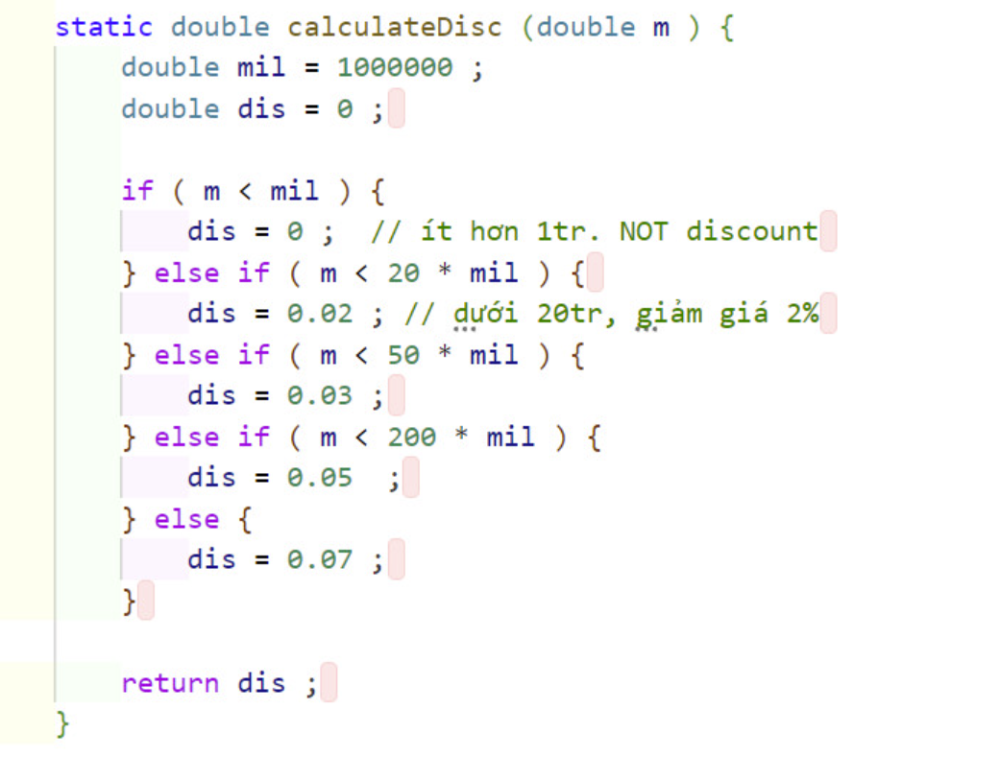 static double calculateDisc (double m ) {
    double mil = 1000000 ;
    double dis = 0 ;

    if ( m < mil ) {
        dis = 0 ;  // ít hơn 1tr. NOT discount
    } else if ( m < 20 * mil ) {
        dis = 0.02 ; // dưới 20tr, giảm giá 2%
    } else if ( m < 50 * mil ) {
        dis = 0.03 ;
    } else if ( m < 200 * mil ) {
        dis = 0.05  ;
    } else {
        dis = 0.07 ;
    }

    return dis ;
}